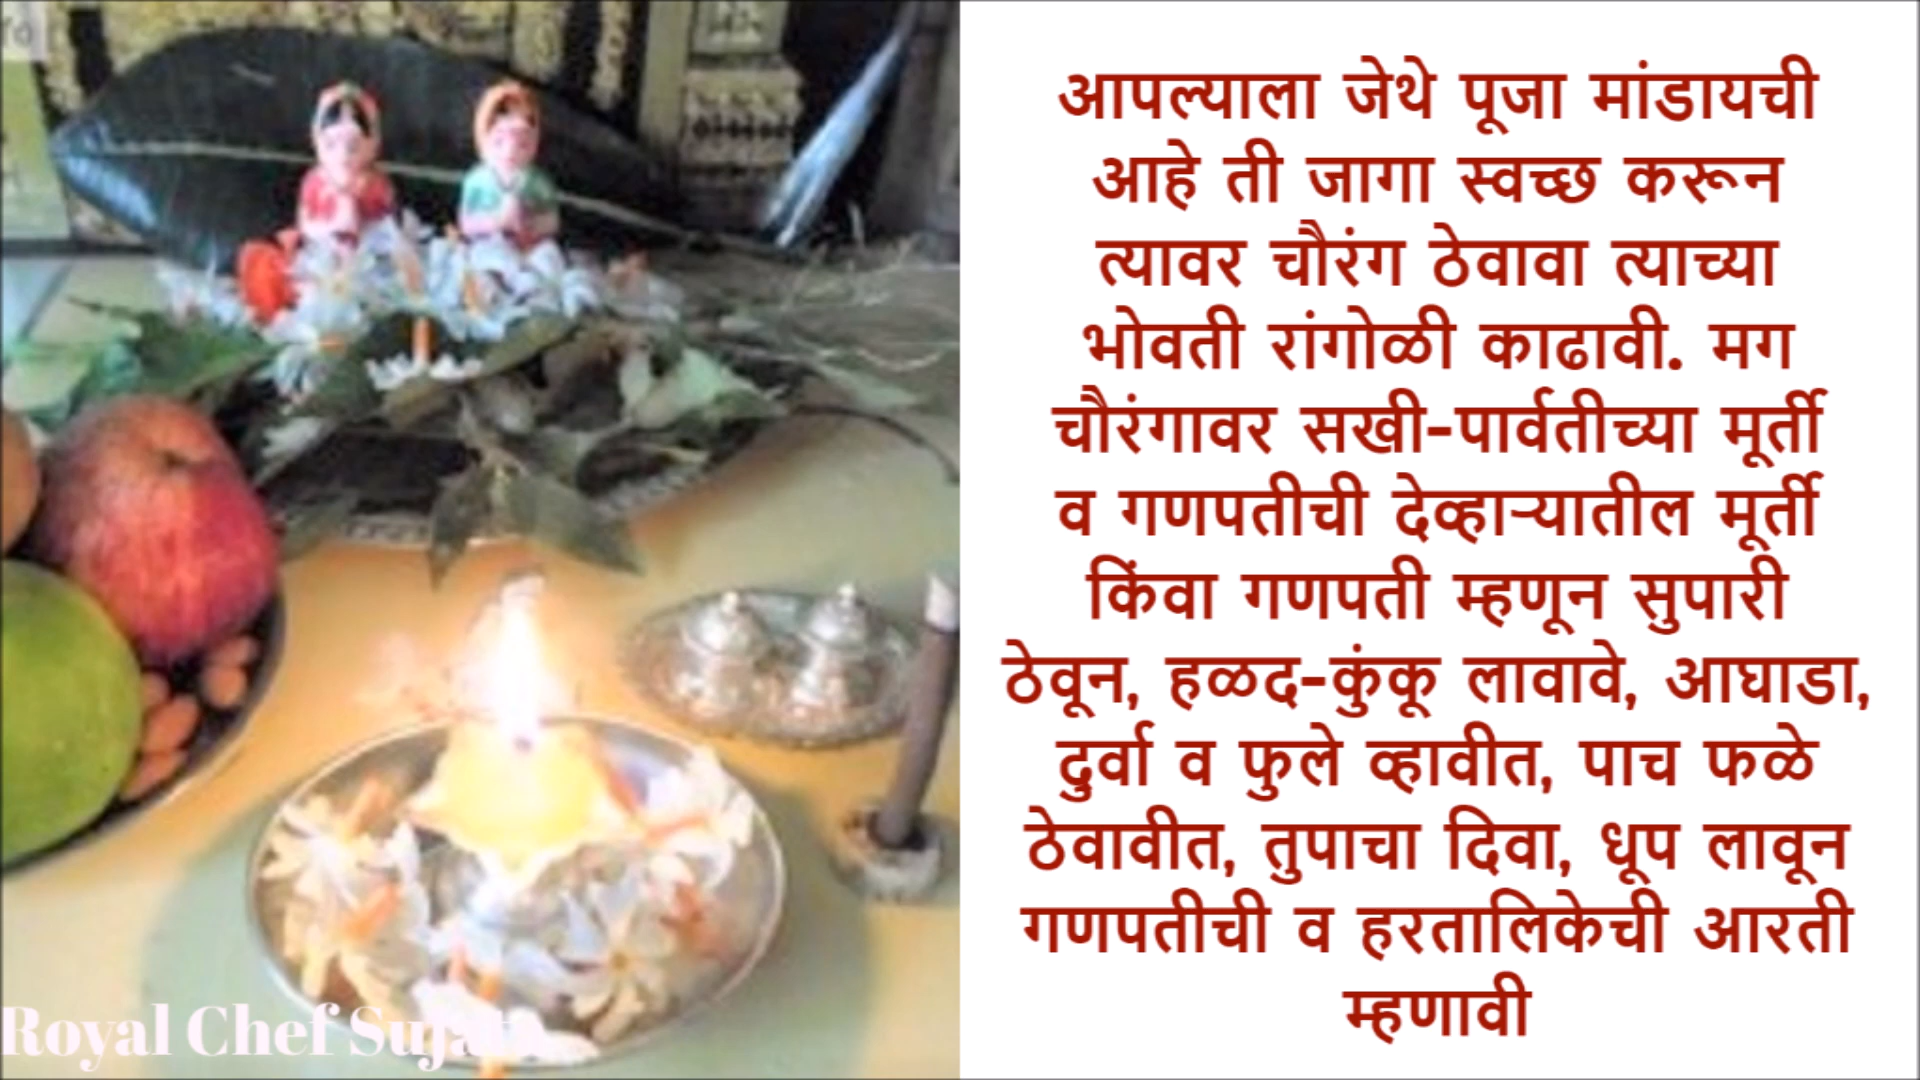 आपल्याला जेथे पूजा मांडायची
आहे ती जागा स्वच्छ करून
त्यावर चौरंग ठेवावा त्याच्या
भोवती रांगोळी काढावी. मग
चौरंगावर सखी-पार्वतीच्या मूर्ती
व गणपतीची देव्हाऱ्यातील मूर्ती
किंवा गणपती म्हणून सुपारी
ठेवून, हळद-कुंकू लावावे, आघाडा,
दुर्वा व फुले व्हावीत, पाच फळे
ठेवावीत, तुपाचा दिवा, धूप लावून
गणपतीची व हरतालिकेची आरती
म्हणावी
Royal Chef